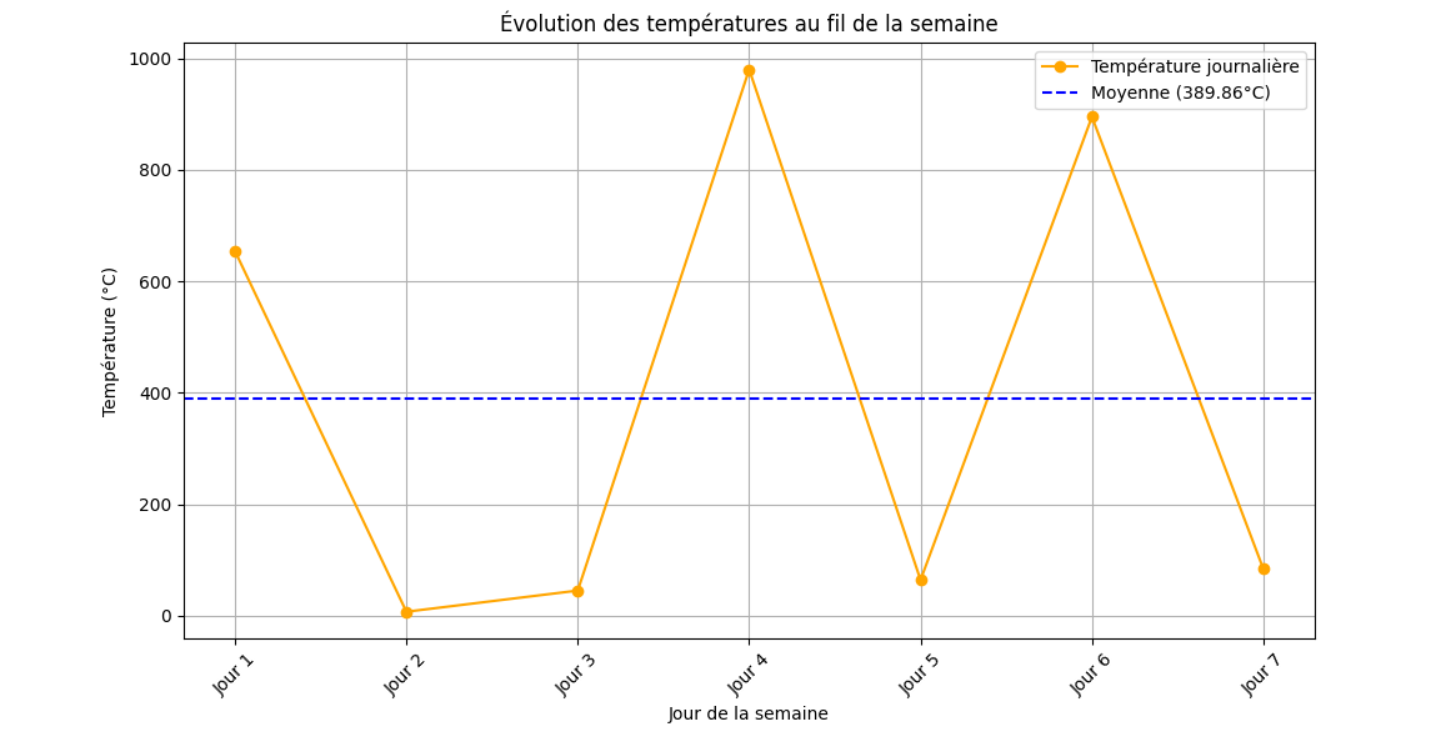 Évolution des températures au fil de la semaine
Température journalière
Moyenne (389.86°C)
1000
800
600
400
200
0
Température (°C)
Jour 1
Jour 2
Jour 3
Jour 4
Jour 5
Jour 6
Jour 7
Jour de la semaine